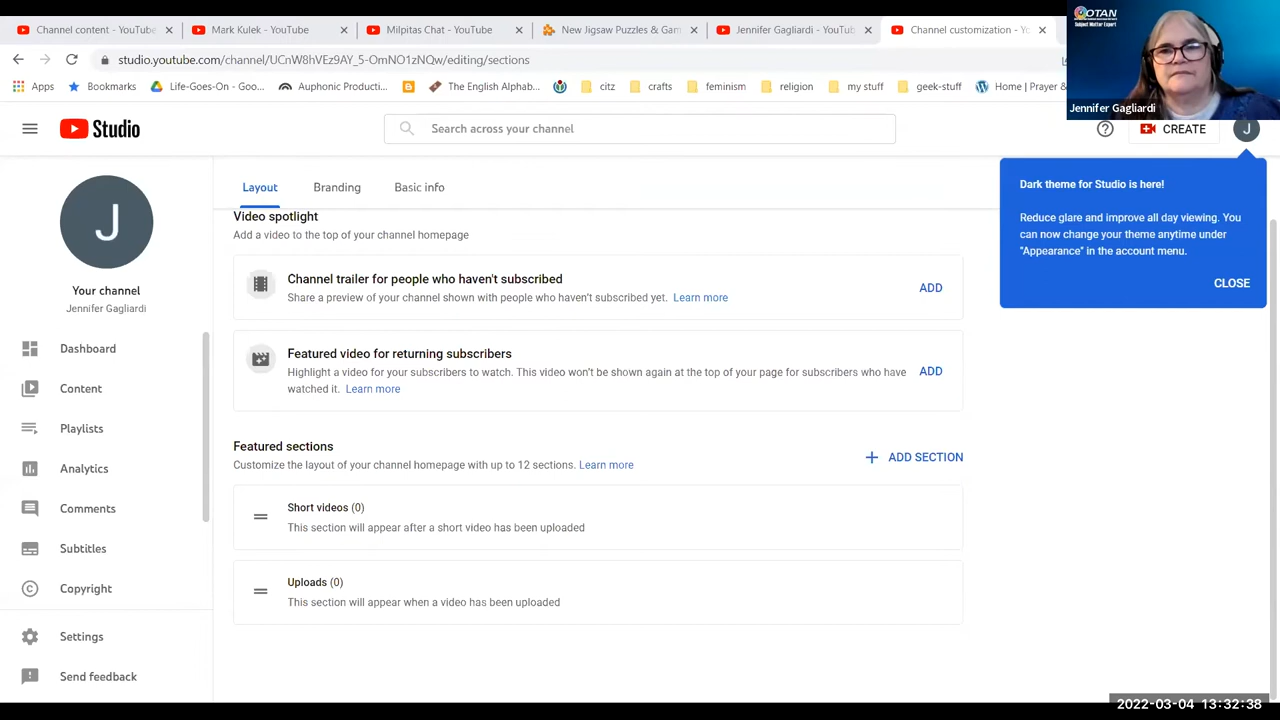 Channel content - YouTube
Mark Kulek - YouTube
Chat - YouTube
New Jigsaw Puzzles & Ga
Jennifer Gagliardi - YouTub
Channel customization - Yo
OTAN
Subject Matter Expert
studio.youtube.com/channel/UCnW8hVEz9AY_5-OmNO1zNQw/editing/sections
Apps
Bookmarks
Life-Goes-On - Goo...
Auphonic Productio...
The English Alphab...
citz
crafts
feminism
religion
my stuff
geek-stuff
Home | Prayer &
Jennifer Gagliardi
Studio
Search across your channel
CREATE
J
J
Your channel
Jennifer Gagliardi
Dashboard
Content
Playlists
Analytics
Comments
Subtitles
Copyright
Settings
Send feedback
Layout
Branding
Basic info
Video spotlight
Add a video to the top of your channel homepage
Channel trailer for people who haven't subscribed
Share a preview of your channel shown with people who haven't subscribed yet. Learn more
ADD
Featured video for returning subscribers
Highlight a video for your subscribers to watch. This video won't be shown again at the top of your page for subscribers who have
watched it. Learn more
ADD
Featured sections
Customize the layout of your channel homepage with up to 12 sections. Learn more
ADD SECTION
Short videos (0)
This section will appear after a short video has been uploaded
Uploads (0)
This section will appear when a video has been uploaded
Dark theme for Studio is here!
Reduce glare and improve all day viewing. You
can now change your theme anytime under
"Appearance" in the account menu.
CLOSE
2022-03-04 13:32:38